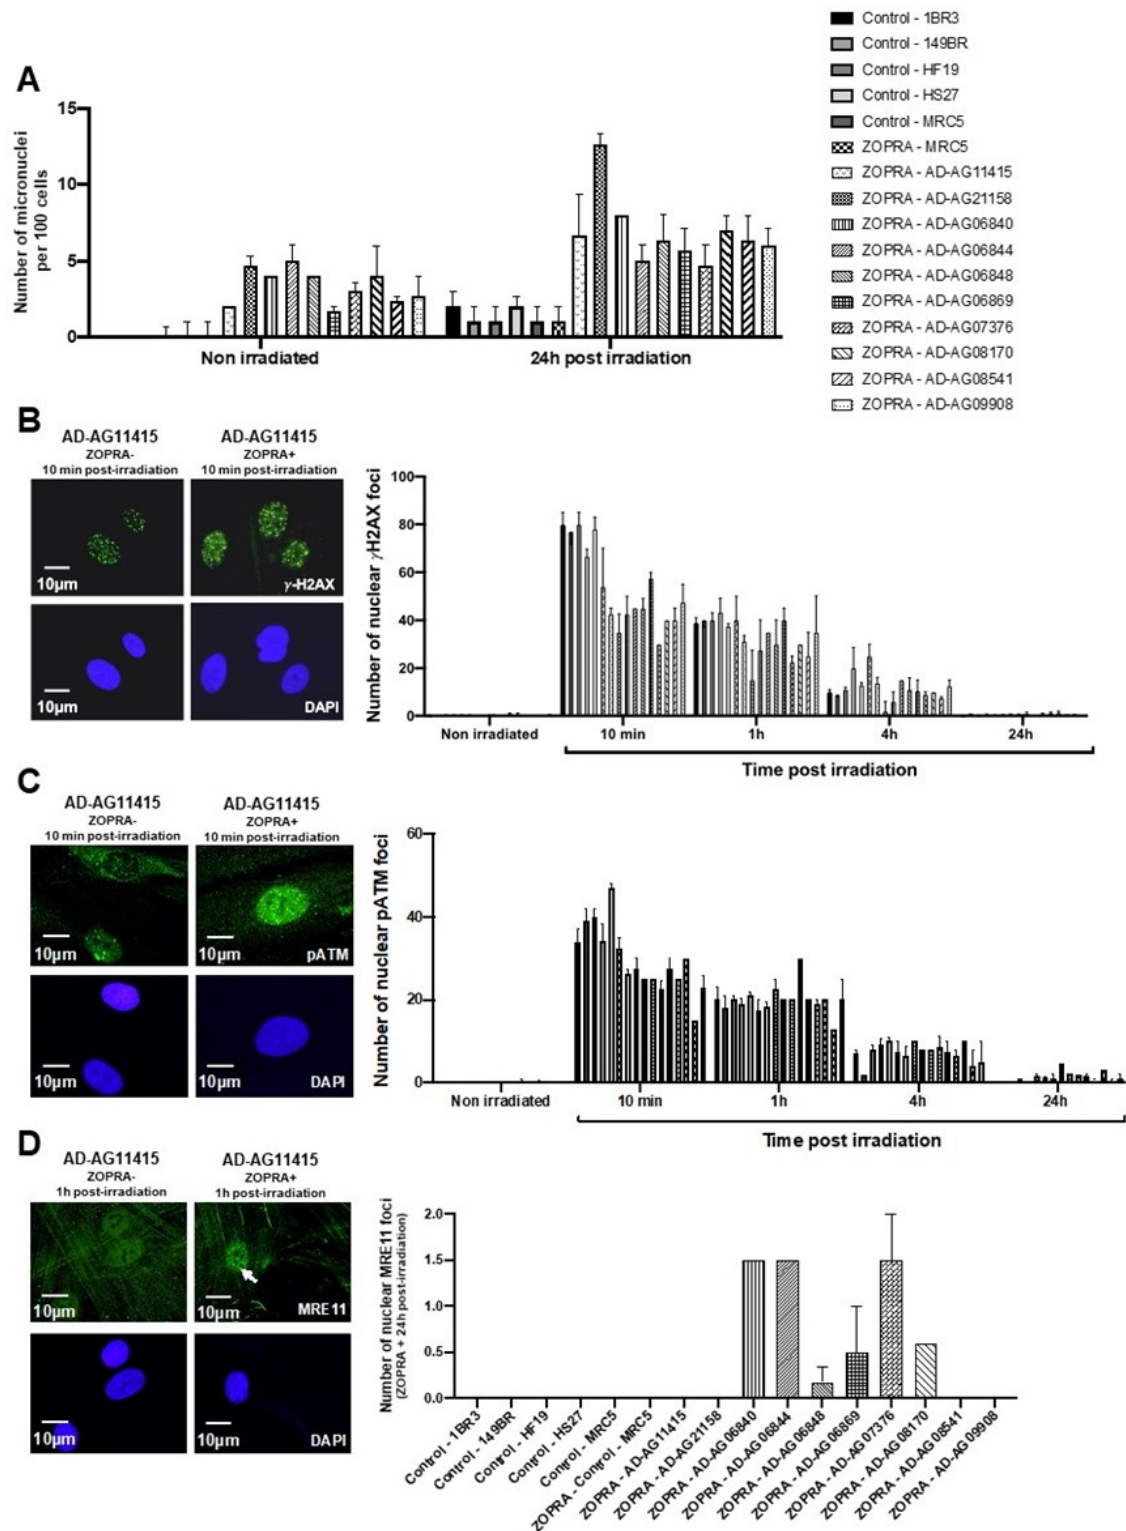 Control - 1BR3
Control - 149BR
Control - HF19
Control - HS27
Control - MRC5
ZOPRA - MRC5
ZOPRA - AD-AG11415
ZOPRA - AD-AG21158
ZOPRA - AD-AG06840
ZOPRA - AD-AG06844
ZOPRA - AD-AG06848
ZOPRA - AD-AG06869
ZOPRA - AD-AG07376
ZOPRA - AD-AG08170
ZOPRA - AD-AG08541
ZOPRA - AD-AG09908
A
Number of micronuclei
per 100 cells
15
10
5
0
Non irradiated
24h post irradiation
B
AD-AG11415
ZOPRA-
10 min post-irradiation
AD-AG11415
ZOPRA+
10 min post-irradiation
10µm
γ-H2AX
10µm
DAPI
Number of nuclear γH2AX foci
100
80
60
40
20
0
Non irradiated
10 min
1h
4h
24h
Time post irradiation
C
AD-AG11415
ZOPRA-
10 min post-irradiation
AD-AG11415
ZOPRA+
10 min post-irradiation
10µm
10µm
pATM
10µm
10µm
DAPI
Number of nuclear pATM foci
60
40
20
0
Non irradiated
10 min
1h
4h
24h
Time post irradiation
D
AD-AG11415
ZOPRA-
1h post-irradiation
AD-AG11415
ZOPRA+
1h post-irradiation
10µm
10µm
MRE11
10µm
10µm
DAPI
Number of nuclear MRE11 foci
(ZOPRA + 24h post-irradiation)
2.0
1.5
1.0
0.5
0.0
Control - 1BR3
Control - 149BR
Control - HF19
Control - HS27
Control - MRC5
ZOPRA - Control - MRC5
ZOPRA - AD-AG11415
ZOPRA - AD-AG21158
ZOPRA - AD-AG06840
ZOPRA - AD-AG06844
ZOPRA - AD-AG06848
ZOPRA - AD-AG06869
ZOPRA - AD-AG07376
ZOPRA - AD-AG08170
ZOPRA - AD-AG08541
ZOPRA - AD-AG09908